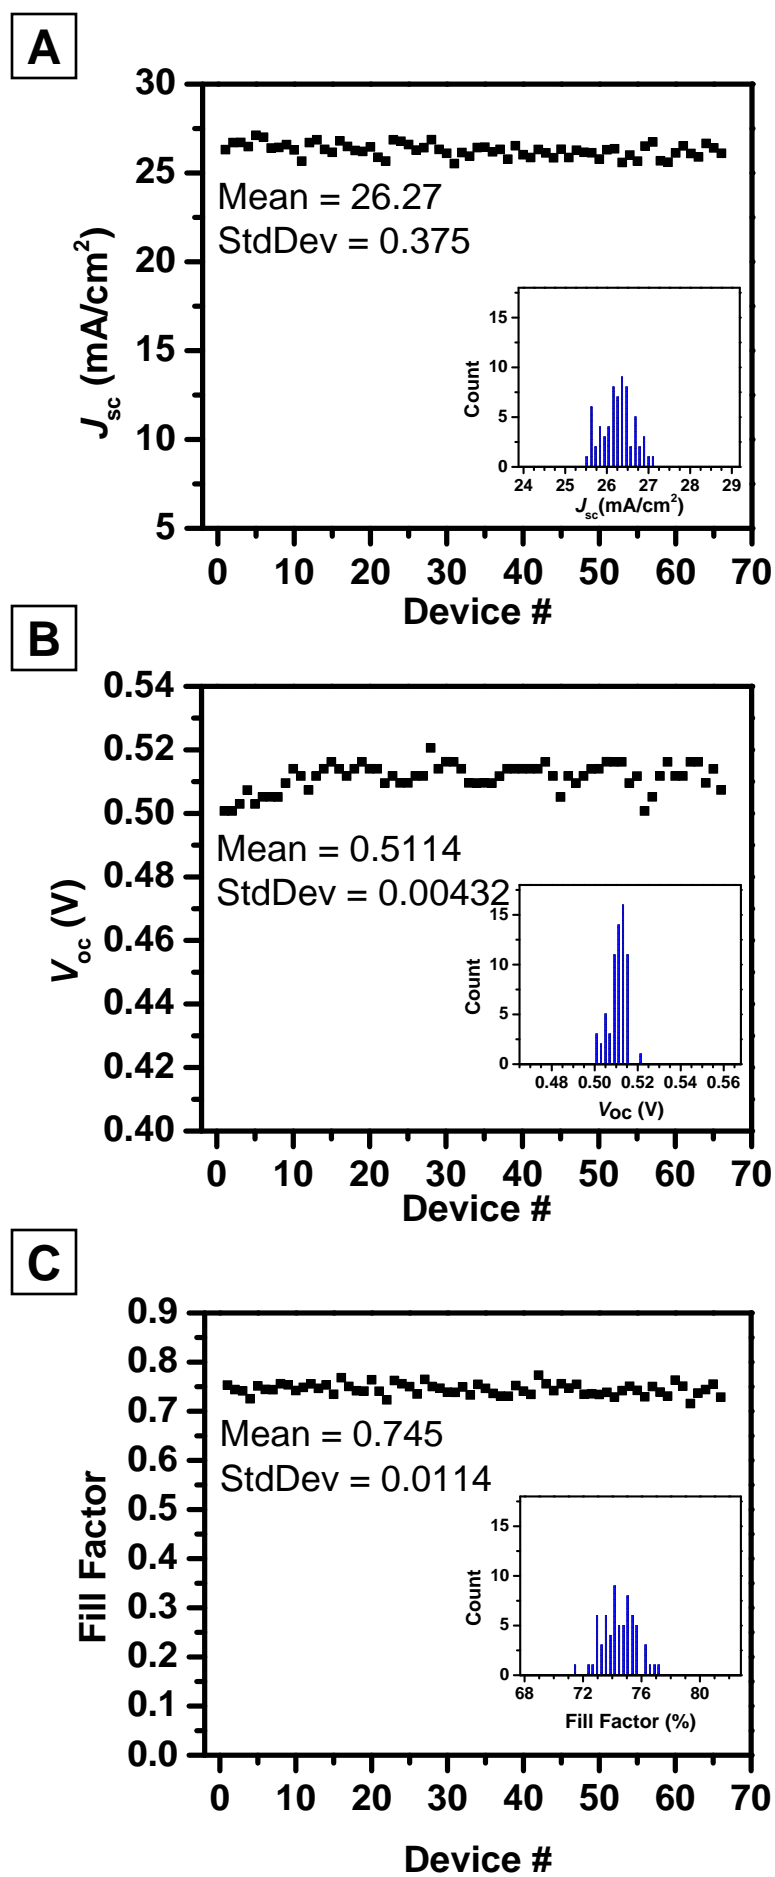 A
30
25
20
15
10
5
Jsc (mA/cm2)
Mean = 26.27
StdDev = 0.375
15
10
5
0
Count
24 25 26 27 28 29
Jsc(mA/cm2)
0 10 20 30 40 50 60 70
Device #
B
0.54
0.52
0.50
0.48
0.46
0.44
0.42
0.40
Voc (V)
Mean = 0.5114
StdDev = 0.00432
15
10
5
0
Count
0.48 0.50 0.52 0.54 0.56
Voc (V)
0 10 20 30 40 50 60 70
Device #
C
0.9
0.8
0.7
0.6
0.5
0.4
0.3
0.2
0.1
0.0
Fill Factor
Mean = 0.745
StdDev = 0.0114
15
10
5
0
Count
68 72 76 80
Fill Factor (%)
0 10 20 30 40 50 60 70
Device #